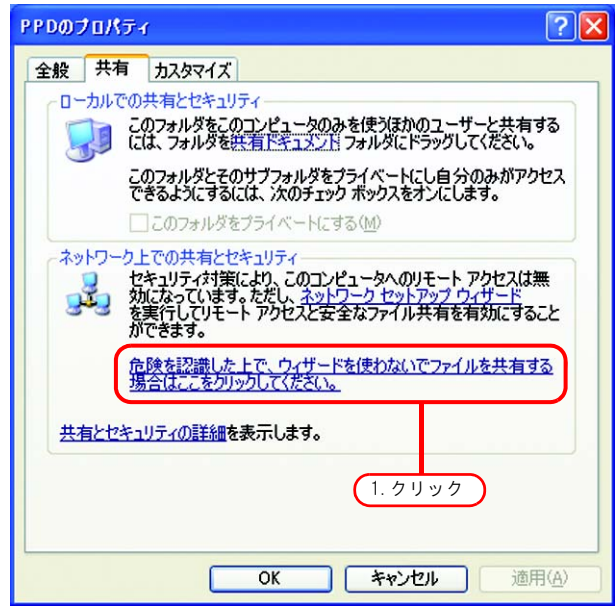 PPDのプロパティ
全般 共有 カスタマイズ
ローカルでの共有とセキュリティ
このフォルダをこのコンピュータのみを使うほかのユーザーと共有する
には、フォルダを共有ドキュメント フォルダにドラッグしてください。
このフォルダとそのサブフォルダをプライベートにし自分のみがアクセス
できるようにするには、次のチェック ボックスをオンにします。
このフォルダをプライベートにする(M)
ネットワーク上での共有とセキュリティ
セキュリティ対策により、このコンピュータへのリモート アクセスは無
効になっています。ただし、ネットワーク セットアップ ウィザード
を実行してリモート アクセスと安全なファイル共有を有効にすること
ができます。
危険を認識した上で、ウィザードを使わないでファイルを共有する
場合はここをクリックしてください。
共有とセキュリティの詳細を表示します。
1.クリック
OK キャンセル 適用(A)